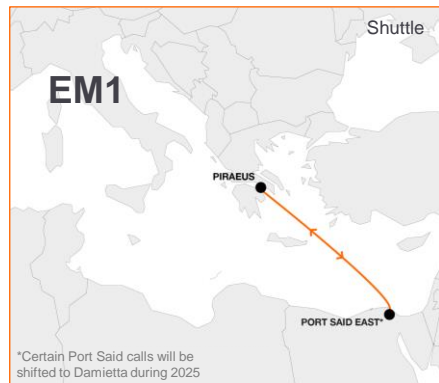 Shuttle
EM1
PIRAEUS
PORT SAID EAST*
*Certain Port Said calls will be
shifted to Damietta during 2025